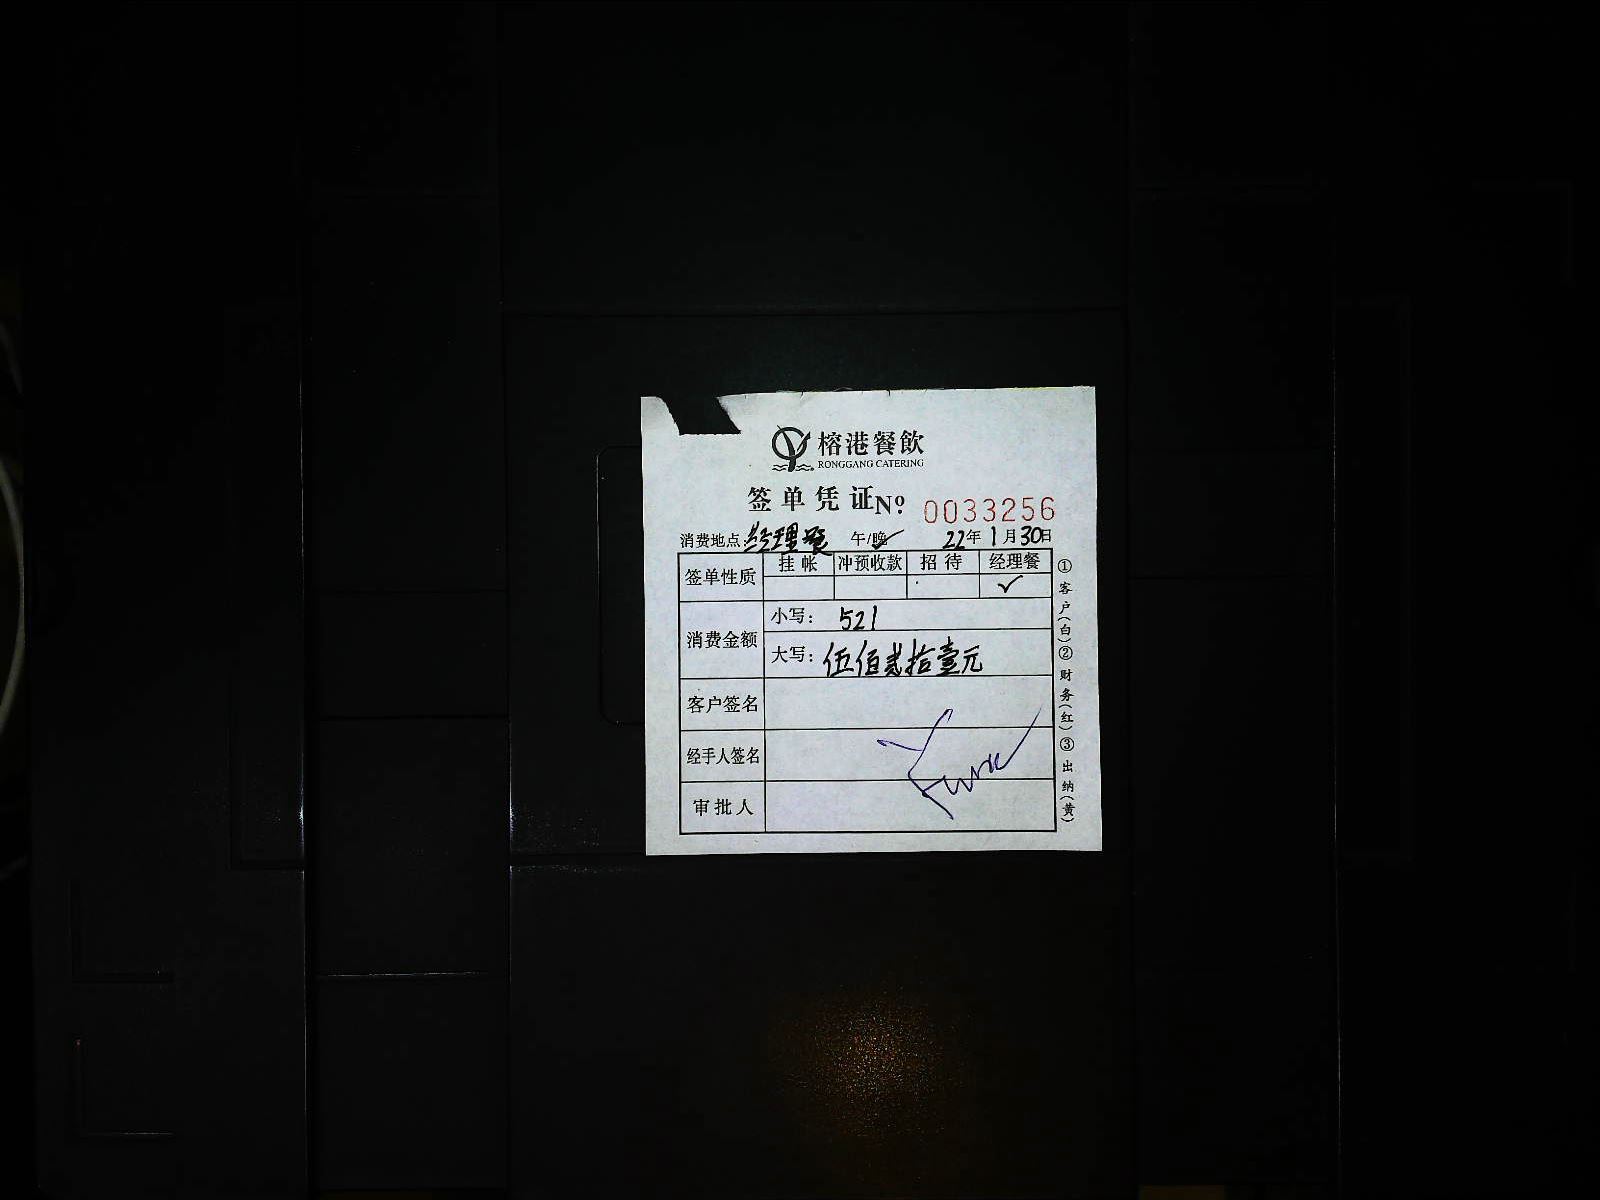 榕港餐飲
RONGGANG CATERING
签单凭证 Nº 0033256
消费地点：经理餐 午/晚✓ 22年1月30日
签单性质 挂帐 冲预收款 招待 经理餐
✓
消费金额 小写：521
大写：伍佰贰拾壹元
客户签名
经手人签名
审批人
①客户(白)②财务(红)③出纳(黄)